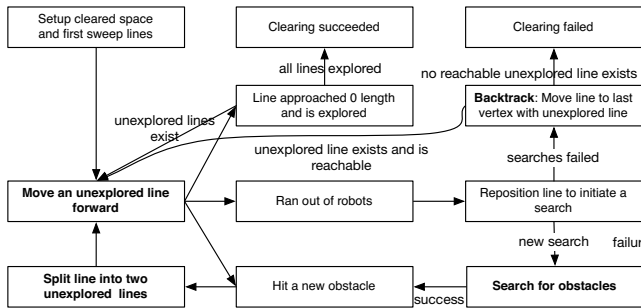 Setup cleared space
and first sweep lines
Clearing succeeded
Clearing failed
all lines explored
no reachable unexplored line exists
Line approached 0 length
and is explored
Backtrack: Move line to last
vertex with unexplored line
unexplored lines
exist
unexplored line exists and is
reachable
searches failed
Move an unexplored line
forward
Ran out of robots
Reposition line to initiate a
search
new search
failur
Split line into two
unexplored lines
Hit a new obstacle
success
Search for obstacles